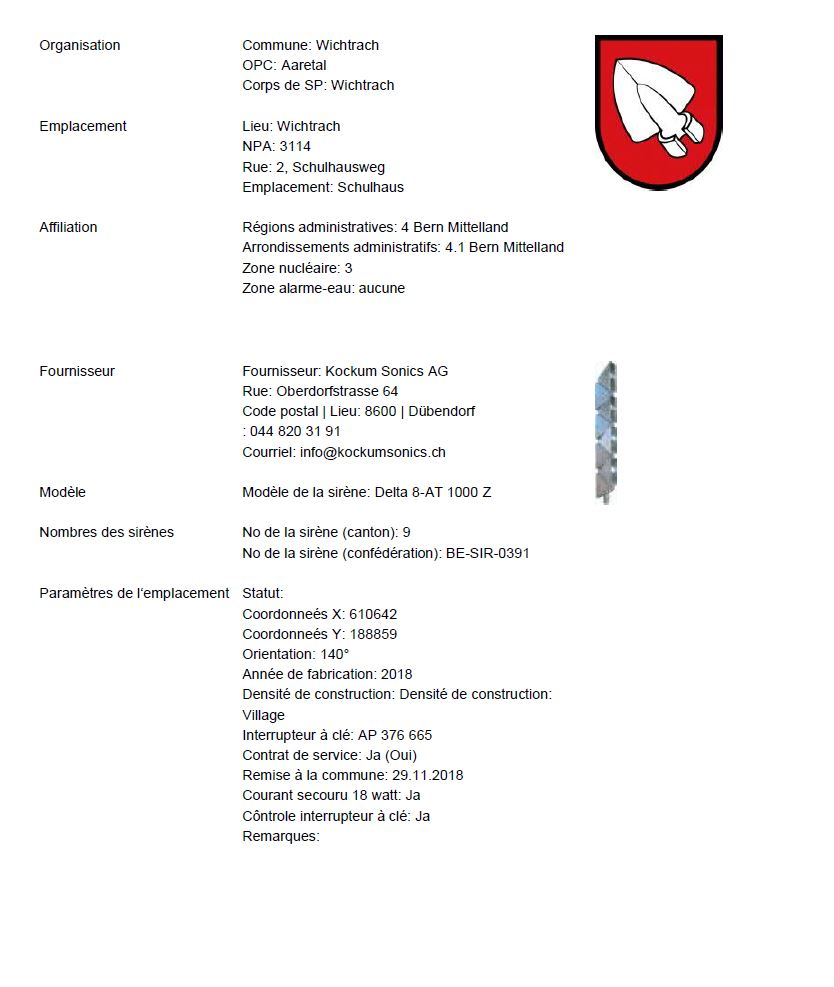 Organisation
Commune: Wichtrach
OPC: Aaretal
Corps de SP: Wichtrach
Emplacement
Lieu: Wichtrach
NPA: 3114
Rue: 2, Schulhausweg
Emplacement: Schulhaus
Affiliation
Régions administratives: 4 Bern Mittelland
Arrondissements administratifs: 4.1 Bern Mittelland
Zone nucléaire: 3
Zone alarme-eau: aucune
Fournisseur
Fournisseur: Kockum Sonics AG
Rue: Oberdorfstrasse 64
Code postal | Lieu: 8600 | Dübendorf
: 044 820 31 91
Courriel: info@kockumsonics.ch
Modèle
Modèle de la sirène: Delta 8-AT 1000 Z
Nombres des sirènes
No de la sirène (canton): 9
No de la sirène (confédération): BE-SIR-0391
Paramètres de l‘emplacement
Statut:
Coordonneés X: 610642
Coordonneés Y: 188859
Orientation: 140°
Année de fabrication: 2018
Densité de construction: Densité de construction:
Village
Interrupteur à clé: AP 376 665
Contrat de service: Ja (Oui)
Remise à la commune: 29.11.2018
Courant secouru 18 watt: Ja
Côntrole interrupteur à clé: Ja
Remarques: